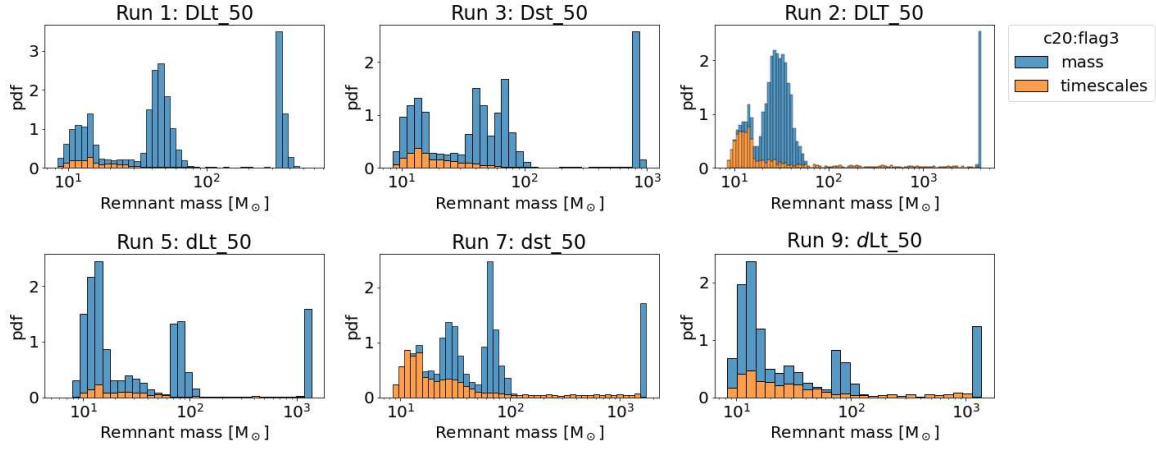 Run 1: DLt_50
pdf
0
1
2
3
10¹
10²
Remnant mass [M⊙]
Run 3: Dst_50
pdf
0
1
2
10¹
10²
10³
Remnant mass [M⊙]
Run 2: DLT_50
pdf
0
1
2
10¹
10²
10³
Remnant mass [M⊙]
c20:flag3
mass
timescales
Run 5: dLt_50
pdf
0
1
2
10¹
10²
10³
Remnant mass [M⊙]
Run 7: dst_50
pdf
0
1
2
10¹
10²
10³
Remnant mass [M⊙]
Run 9: dLt_50
pdf
0
1
2
10¹
10²
10³
Remnant mass [M⊙]